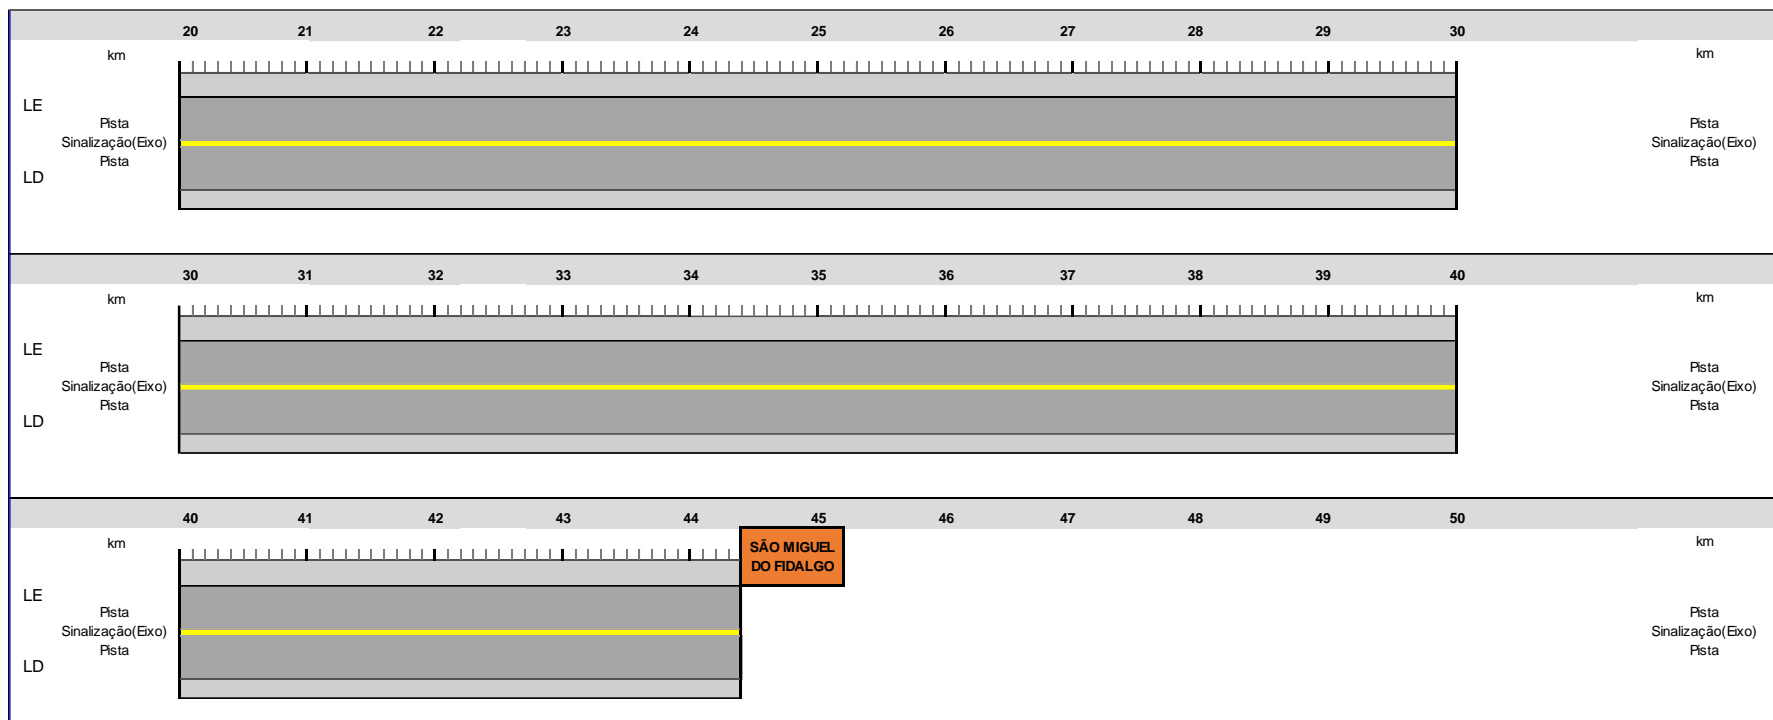 20 21 22 23 24 25 26 27 28 29 30
km km
LE
Pista Pista
Sinalização(Eixo) Sinalização(Eixo)
Pista Pista
LD
30 31 32 33 34 35 36 37 38 39 40
km km
LE
Pista Pista
Sinalização(Eixo) Sinalização(Eixo)
Pista Pista
LD
40 41 42 43 44 45 46 47 48 49 50
km km
SÃO MIGUEL
DO FIDALGO
LE
Pista Pista
Sinalização(Eixo) Sinalização(Eixo)
Pista Pista
LD